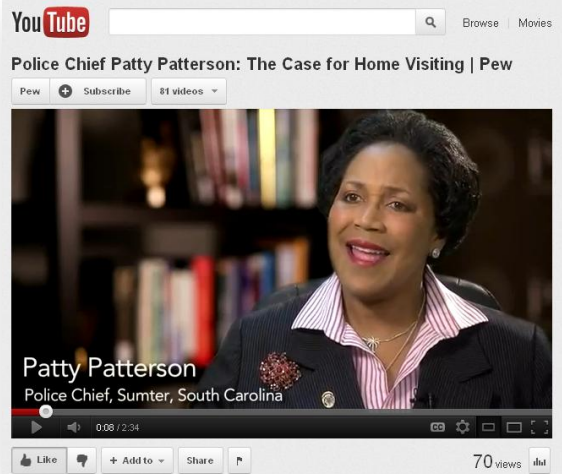 YouTube
Browse | Movies
Police Chief Patty Patterson: The Case for Home Visiting | Pew
Pew Subscribe 81 videos
Patty Patterson
Police Chief, Sumter, South Carolina
0:08 / 2:34
CC
Like + Add to Share
70 views